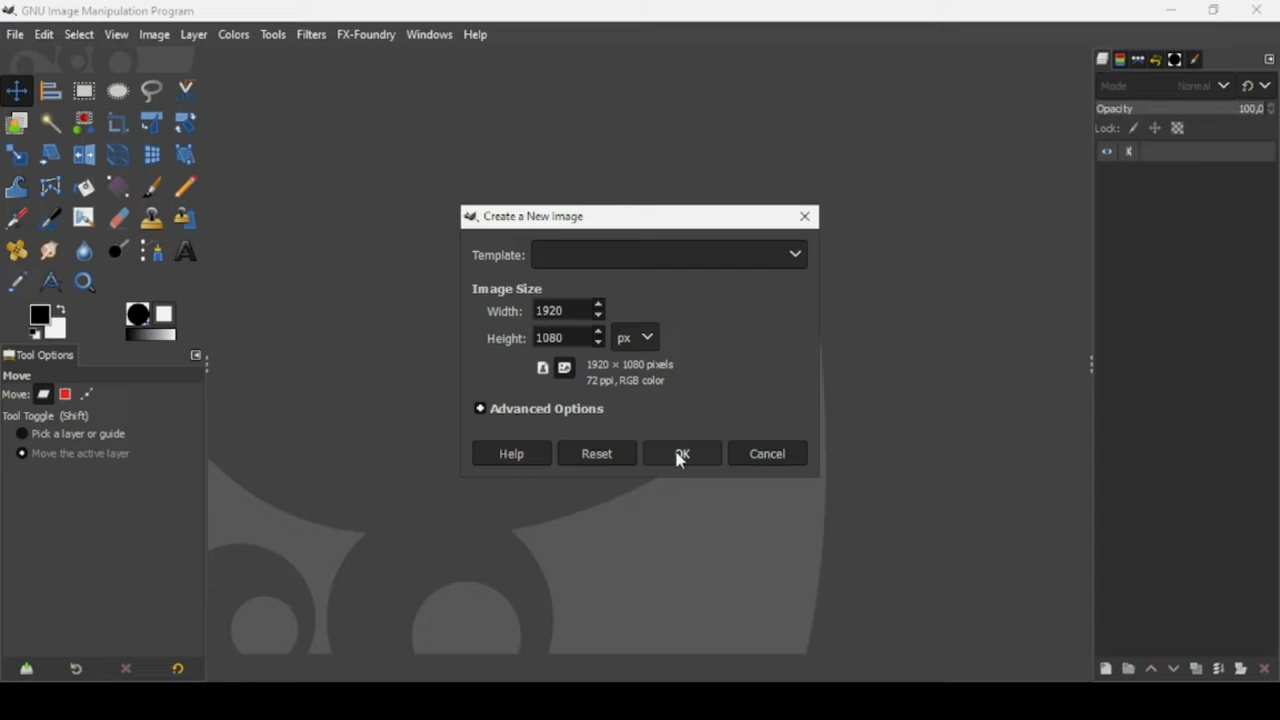 GNU Image Manipulation Program
File Edit Select View Image Layer Colors Tools Filters FX-Foundry Windows Help
Mode Normal
Opacity 100,0
Lock:
Create a New Image
Template:
Image Size
Width: 1920
Height: 1080 px
1920 × 1080 pixels
72 ppi, RGB color
Advanced Options
Help Reset OK Cancel
Tool Options
Move
Move:
Tool Toggle (Shift)
Pick a layer or guide
Move the active layer